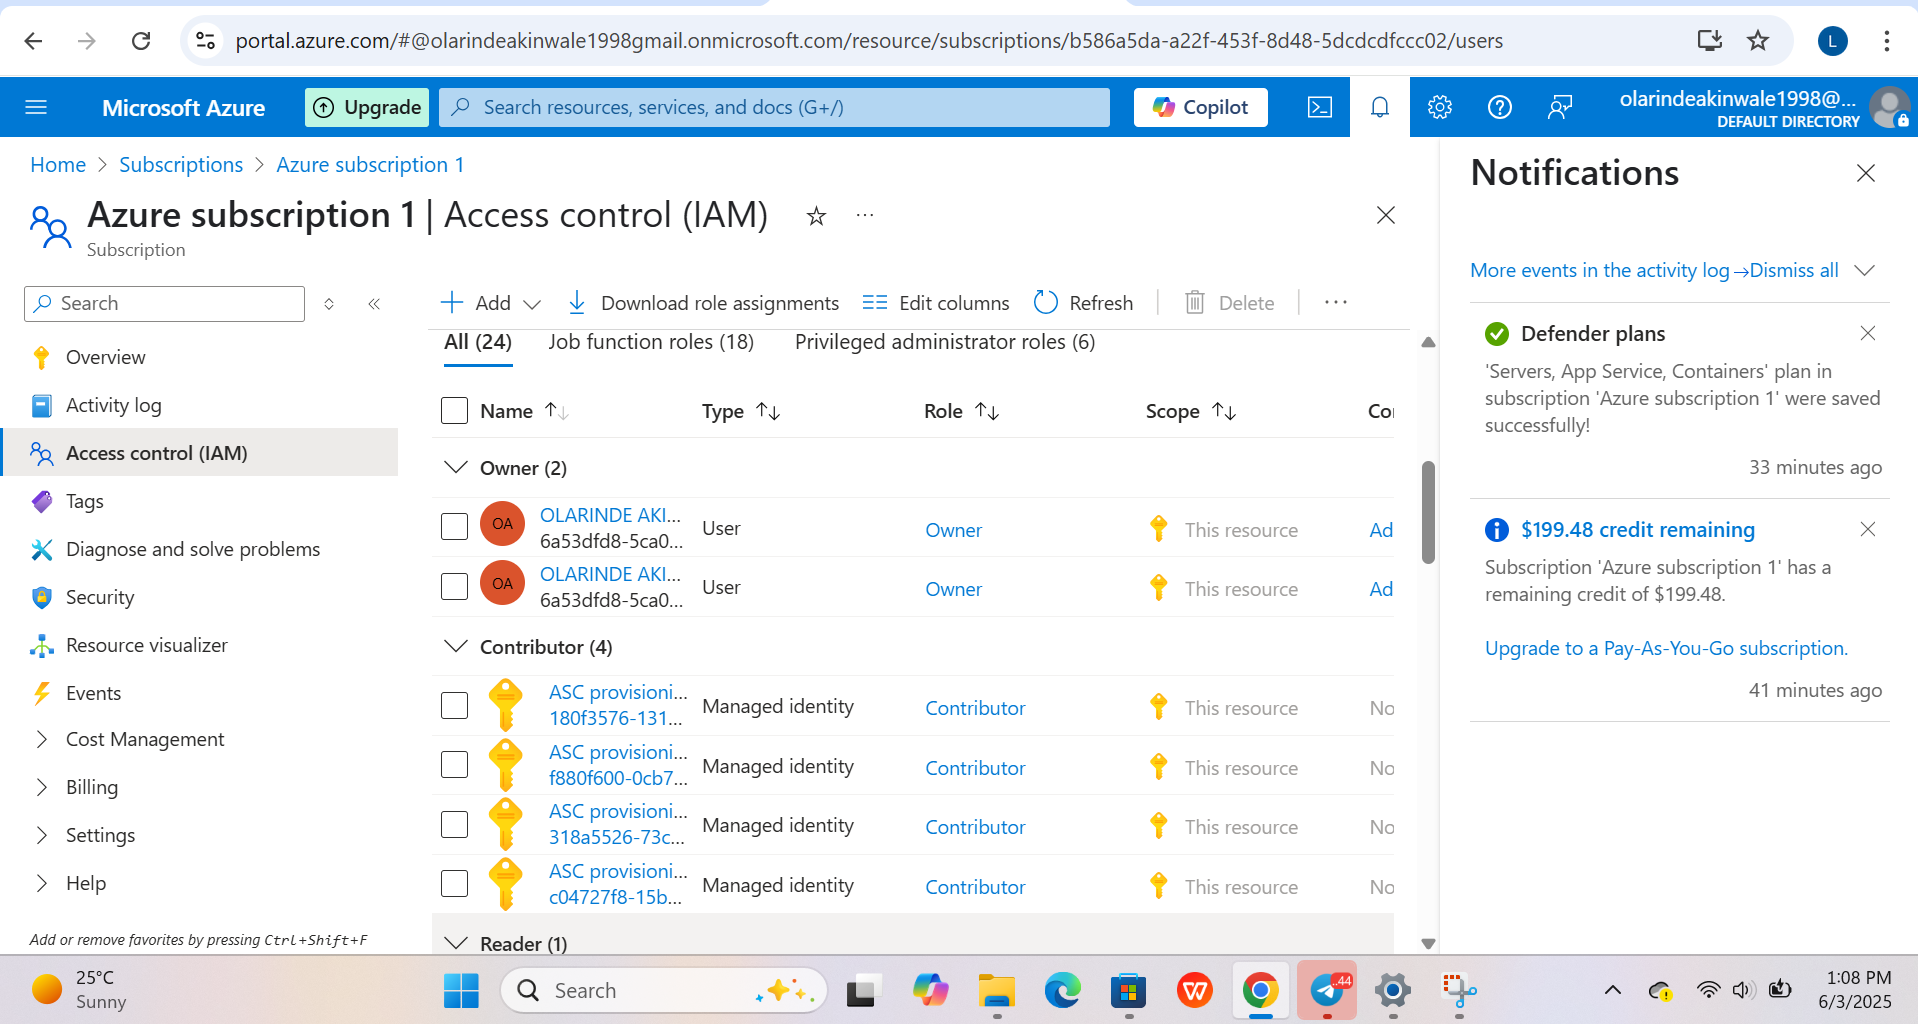 portal.azure.com/#@olarindeakinwale1998gmail.onmicrosoft.com/resource/subscriptions/b586a5da-a22f-453f-8d48-5dcdcdfccc02/users
L
Microsoft Azure
Upgrade
Search resources, services, and docs (G+/)
Copilot
olarindeakinwale1998@...
DEFAULT DIRECTORY
Home > Subscriptions > Azure subscription 1
Azure subscription 1 | Access control (IAM)
Subscription
Search
Overview
Activity log
Access control (IAM)
Tags
Diagnose and solve problems
Security
Resource visualizer
Events
Cost Management
Billing
Settings
Help
Add or remove favorites by pressing Ctrl+Shift+F
Add
Download role assignments
Edit columns
Refresh
Delete
All (24)
Job function roles (18)
Privileged administrator roles (6)
Name Type Role Scope Co
Owner (2)
OA OLARINDE AKI... User Owner This resource Ad
6a53dfd8-5ca0...
OA OLARINDE AKI... User Owner This resource Ad
6a53dfd8-5ca0...
Contributor (4)
ASC provisioni... Managed identity Contributor This resource No
180f3576-131...
ASC provisioni... Managed identity Contributor This resource No
f880f600-0cb7...
ASC provisioni... Managed identity Contributor This resource No
318a5526-73c...
ASC provisioni... Managed identity Contributor This resource No
c04727f8-15b...
Reader (1)
Notifications
More events in the activity log → Dismiss all
Defender plans
'Servers, App Service, Containers' plan in
subscription 'Azure subscription 1' were saved
successfully!
33 minutes ago
$199.48 credit remaining
Subscription 'Azure subscription 1' has a
remaining credit of $199.48.
Upgrade to a Pay-As-You-Go subscription.
41 minutes ago
25°C
Sunny
Search
..44
1:08 PM
6/3/2025